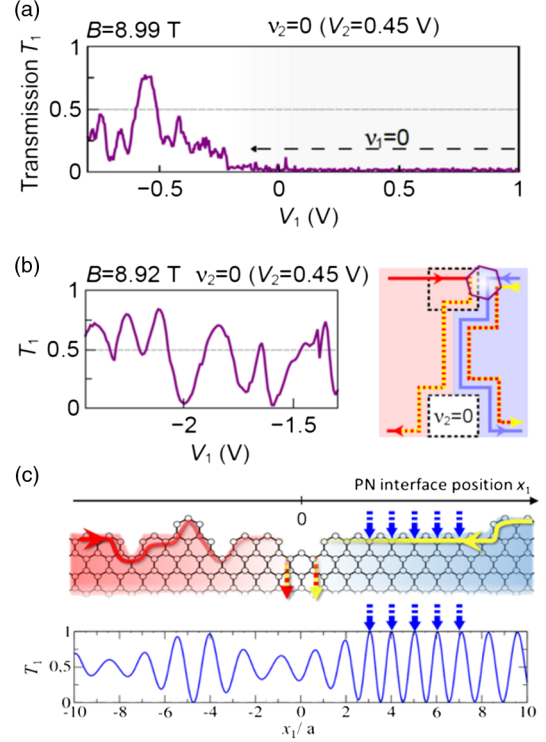 (a)
B=8.99 T
ν2=0 (V2=0.45 V)
Transmission T1
1
0.5
0
ν1=0
−0.5
0
0.5
1
V1 (V)
(b)
B=8.92 T ν2=0 (V2=0.45 V)
T1
1
0.5
0
−2
−1.5
V1 (V)
ν2=0
(c)
PN interface position x1
0
T1
1
0.5
0
-10 -8 -6 -4 -2 0 2 4 6 8 10
x1/ a